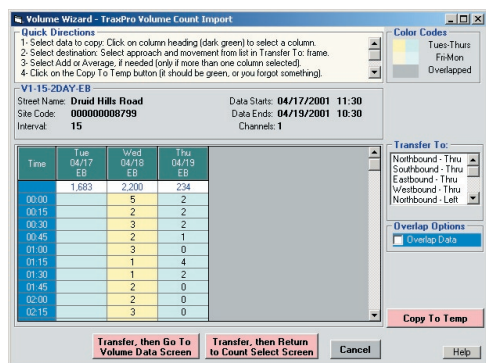 Volume Wizard - TraxPro Volume Count Import
Quick Directions
1- Select data to copy: Click on column heading (dark green) to select a column.
2- Select destination: Select approach and movement from list in Transfer To: frame.
3- Select Add or Average, if needed (only if more than one column selected).
4- Click on the Copy To Temp button (it should be green, or you forgot something).
Color Codes
Tues-Thurs
Fri-Mon
Overlapped
V1-15-2DAY-EB
Street Name: Druid Hills Road Data Starts: 04/17/2001 11:30
Site Code: 000000008799 Data Ends: 04/19/2001 10:30
Interval: 15 Channels: 1
Time Tue 04/17 EB Wed 04/18 EB Thu 04/19 EB
1,683 2,200 234
00:00 5 2
00:15 2 2
00:30 3 2
00:45 2 1
01:00 3 0
01:15 1 4
01:30 1 2
01:45 2 0
02:00 2 0
02:15 3 0
Transfer To:
Northbound - Thru
Southbound - Thru
Eastbound - Thru
Westbound - Thru
Northbound - Left
Overlap Options
Overlap Data
Copy To Temp
Transfer, then Go To Volume Data Screen
Transfer, then Return to Count Select Screen
Cancel
Help